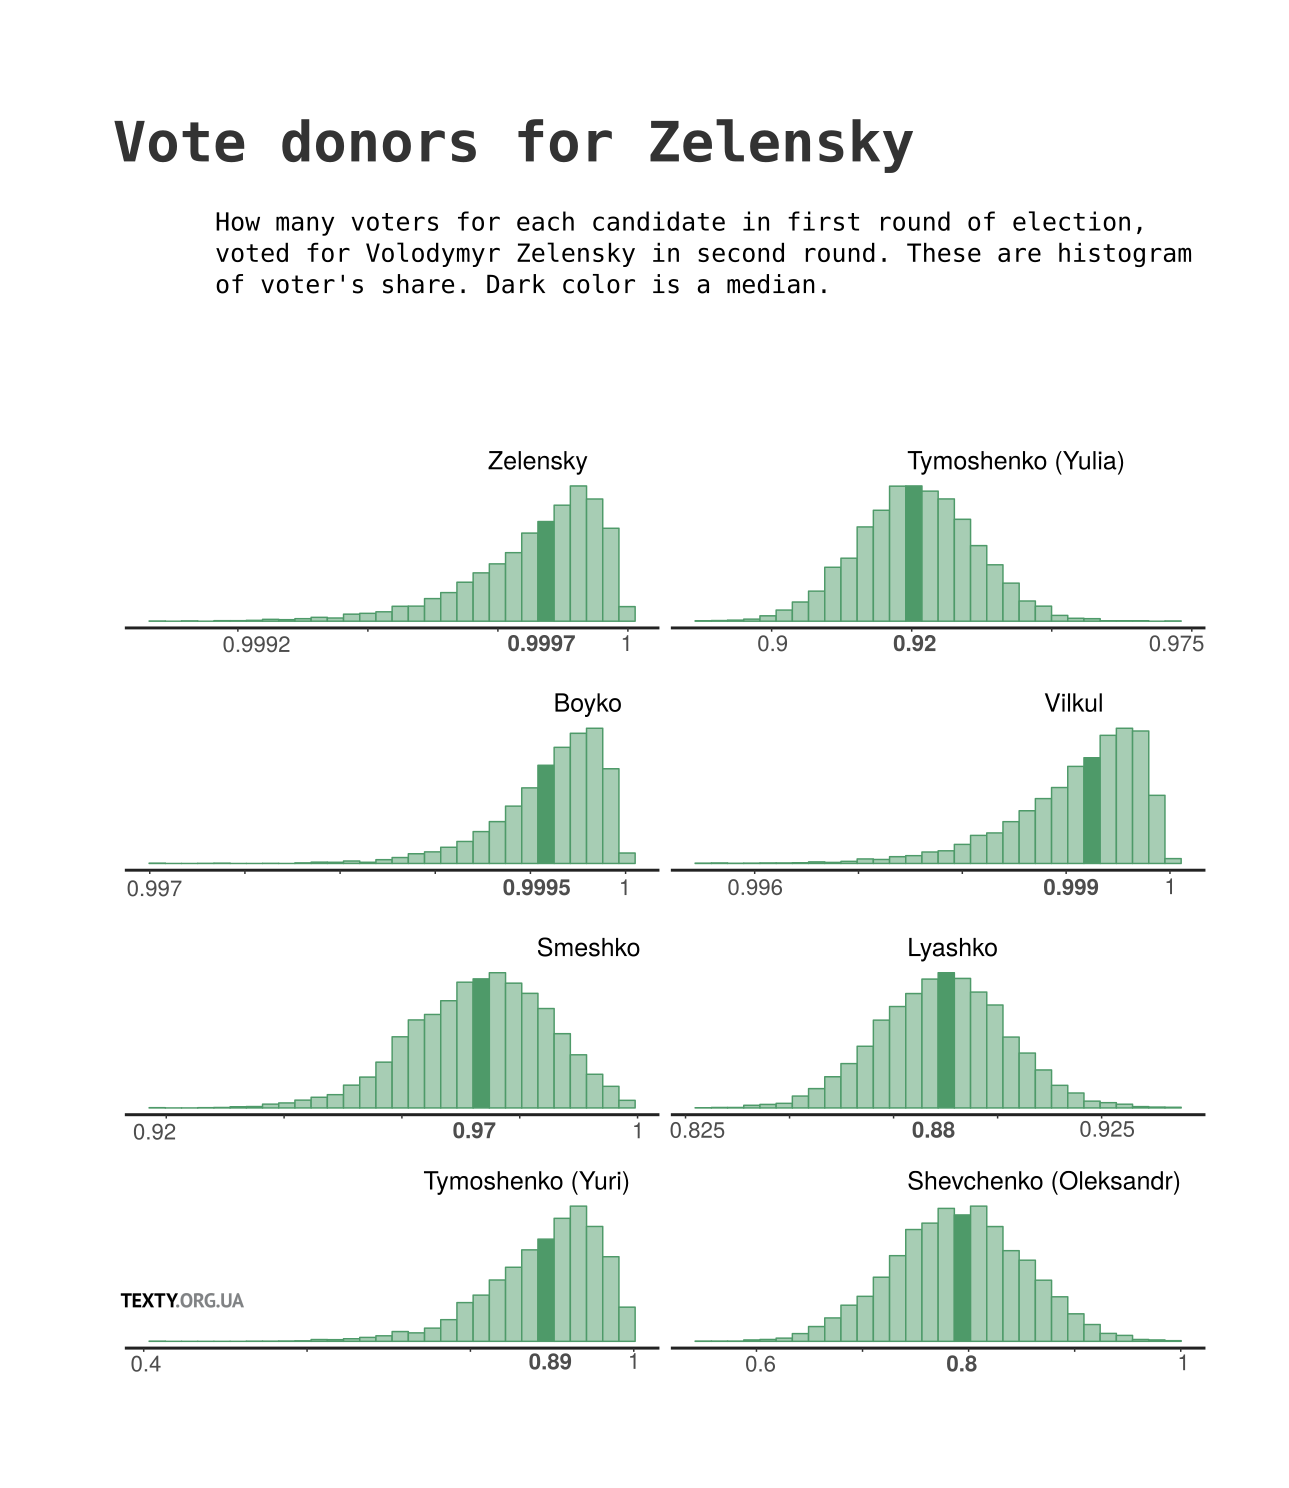 Vote donors for Zelensky
How many voters for each candidate in first round of election,
voted for Volodymyr Zelensky in second round. These are histogram
of voter's share. Dark color is a median.
Zelensky
0.9992 0.9997 1
Tymoshenko (Yulia)
0.9 0.92 0.975
Boyko
0.997 0.9995 1
Vilkul
0.996 0.999 1
Smeshko
0.92 0.97 1
Lyashko
0.825 0.88 0.925
Tymoshenko (Yuri)
TEXTY.ORG.UA
0.4 0.89 1
Shevchenko (Oleksandr)
0.6 0.8 1